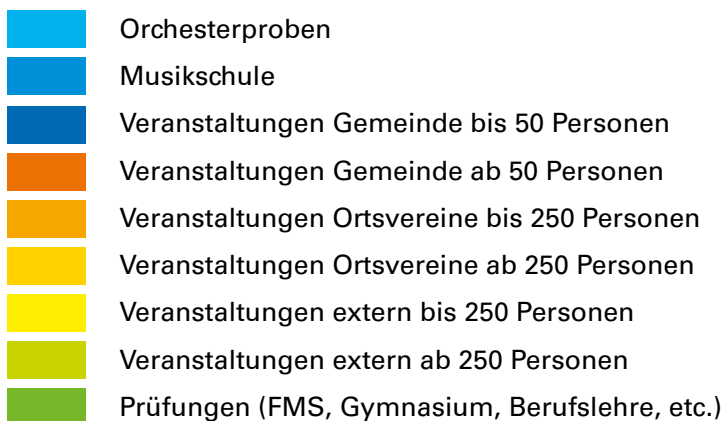 Orchesterproben
Musikschule
Veranstaltungen Gemeinde bis 50 Personen
Veranstaltungen Gemeinde ab 50 Personen
Veranstaltungen Ortsvereine bis 250 Personen
Veranstaltungen Ortsvereine ab 250 Personen
Veranstaltungen extern bis 250 Personen
Veranstaltungen extern ab 250 Personen
Prüfungen (FMS, Gymnasium, Berufslehre, etc.)